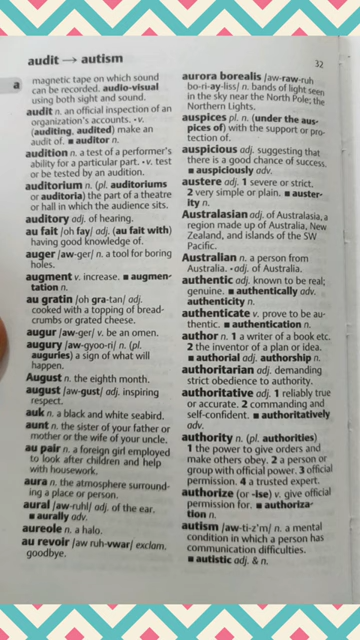 audit → autism
32
a
magnetic tape on which sound
can be recorded. audio-visual
using both sight and sound.
audit n. an official inspection of an
organization's accounts. •v.
(auditing, audited) make an
audit of. ■ auditor n.
audition n. a test of a performer's
ability for a particular part. •v. test
or be tested by an audition.
auditorium n. (pl. auditoriums
or auditoria) the part of a theatre
or hall in which the audience sits.
auditory adj. of hearing.
au fait /oh fay/ adj. (au fait with)
having good knowledge of.
auger /aw-ger/ n. a tool for boring
holes.
augment v. increase. ■ augmen-
tation n.
au gratin /oh gra-tan/ adj.
cooked with a topping of bread-
crumbs or grated cheese.
augur /aw-ger/ v. be an omen.
augury /aw-gyoo-ri/ n. (pl.
auguries) a sign of what will
happen.
August n. the eighth month.
august /aw-gust/ adj. inspiring
respect.
auk n. a black and white seabird.
aunt n. the sister of your father or
mother or the wife of your uncle.
au pair n. a foreign girl employed
to look after children and help
with housework.
aura n. the atmosphere surround-
ing a place or person.
aural /aw-ruhl/ adj. of the ear.
■ aurally adv.
aureole n. a halo.
au revoir /aw ruh-vwar/ exclam.
goodbye.
aurora borealis /aw-raw-ruh
bo-ri-ay-liss/ n. bands of light seen
in the sky near the North Pole; the
Northern Lights.
auspices pl. n. (under the aus-
pices of) with the support or pro-
tection of.
auspicious adj. suggesting that
there is a good chance of success.
■ auspiciously adv.
austere adj. 1 severe or strict.
2 very simple or plain. ■ auster-
ity n.
Australasian adj. of Australasia, a
region made up of Australia, New
Zealand, and islands of the SW
Pacific.
Australian n. a person from
Australia. •adj. of Australia.
authentic adj. known to be real;
genuine. ■ authentically adv.
authenticity n.
authenticate v. prove to be au-
thentic. ■ authentication n.
author n. 1 a writer of a book etc.
2 the inventor of a plan or idea.
■ authorial adj. authorship n.
authoritarian adj. demanding
strict obedience to authority.
authoritative adj. 1 reliably true
or accurate. 2 commanding and
self-confident. ■ authoritatively
adv.
authority n. (pl. authorities)
1 the power to give orders and
make others obey. 2 a person or
group with official power. 3 official
permission. 4 a trusted expert.
authorize (or -ise) v. give official
permission for. ■ authoriza-
tion n.
autism /aw-ti-z'm/ n. a mental
condition in which a person has
communication difficulties.
■ autistic adj. & n.